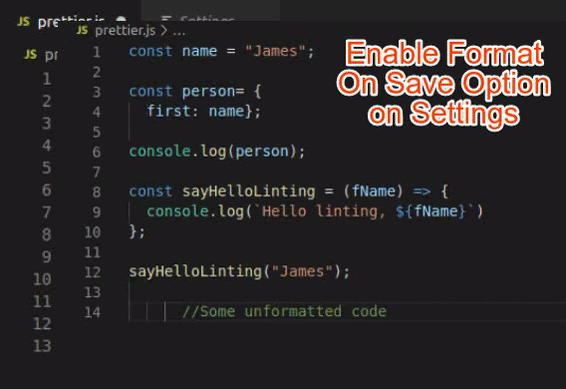 JS prettier.js
Settings
JS pr
JS prettier.js > ...
1 const name = "James";
2
3 const person= {
4 first: name};
5
6 console.log(person);
7
8 const sayHelloLinting = (fName) => {
9 console.log(`Hello linting, ${fName}`)
10 };
11
12 sayHelloLinting("James");
13
14 //Some unformatted code
1
2
3
4
5
6
7
8
9
10
11
12
13
Enable Format
On Save Option
on Settings